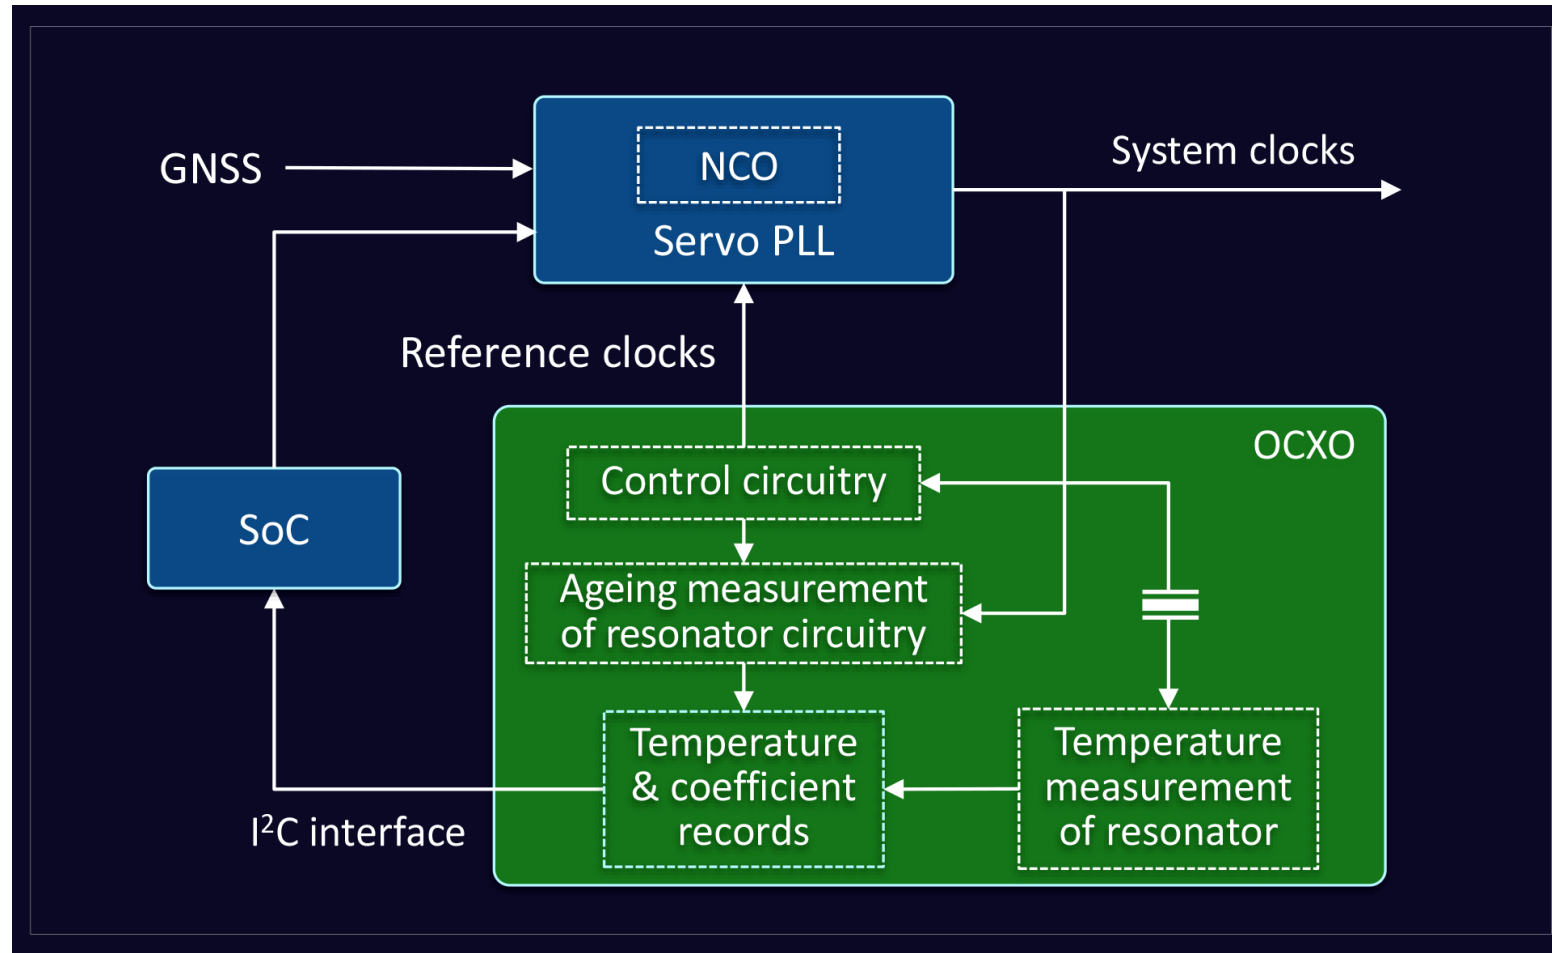 GNSS
NCO
Servo PLL
System clocks
Reference clocks
OCXO
Control circuitry
SoC
Ageing measurement
of resonator circuitry
Temperature
& coefficient
records
Temperature
measurement
of resonator
I²C interface